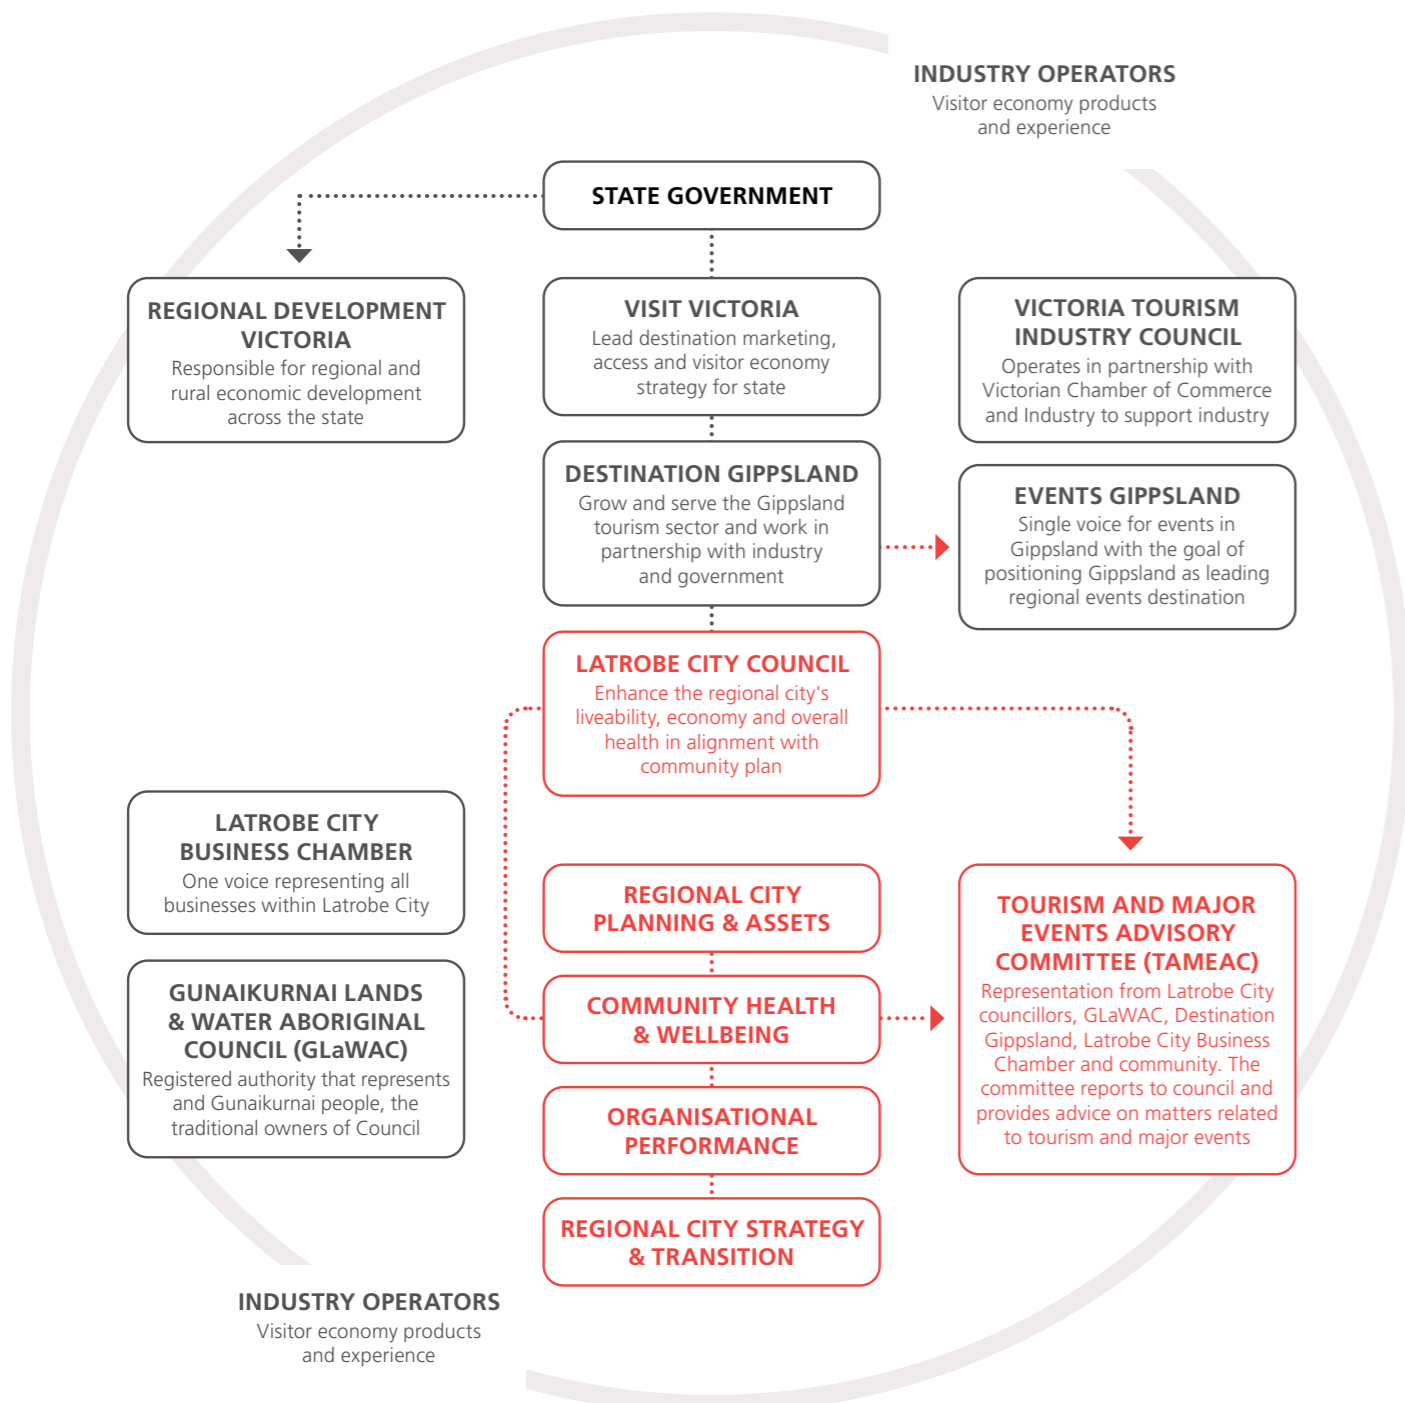 INDUSTRY OPERATORS
Visitor economy products
and experience
STATE GOVERNMENT
REGIONAL DEVELOPMENT
VICTORIA
Responsible for regional and
rural economic development
across the state
VISIT VICTORIA
Lead destination marketing,
access and visitor economy
strategy for state
VICTORIA TOURISM
INDUSTRY COUNCIL
Operates in partnership with
Victorian Chamber of Commerce
and Industry to support industry
DESTINATION GIPPSLAND
Grow and serve the Gippsland
tourism sector and work in
partnership with industry
and government
EVENTS GIPPSLAND
Single voice for events in
Gippsland with the goal of
positioning Gippsland as leading
regional events destination
LATROBE CITY COUNCIL
Enhance the regional city's
liveability, economy and overall
health in alignment with
community plan
LATROBE CITY
BUSINESS CHAMBER
One voice representing all
businesses within Latrobe City
GUNAIKURNAI LANDS
& WATER ABORIGINAL
COUNCIL (GLaWAC)
Registered authority that represents
and Gunaikurnai people, the
traditional owners of Council
REGIONAL CITY
PLANNING & ASSETS
COMMUNITY HEALTH
& WELLBEING
ORGANISATIONAL
PERFORMANCE
REGIONAL CITY STRATEGY
& TRANSITION
TOURISM AND MAJOR
EVENTS ADVISORY
COMMITTEE (TAMEAC)
Representation from Latrobe City
councillors, GLaWAC, Destination
Gippsland, Latrobe City Business
Chamber and community. The
committee reports to council and
provides advice on matters related
to tourism and major events
INDUSTRY OPERATORS
Visitor economy products
and experience